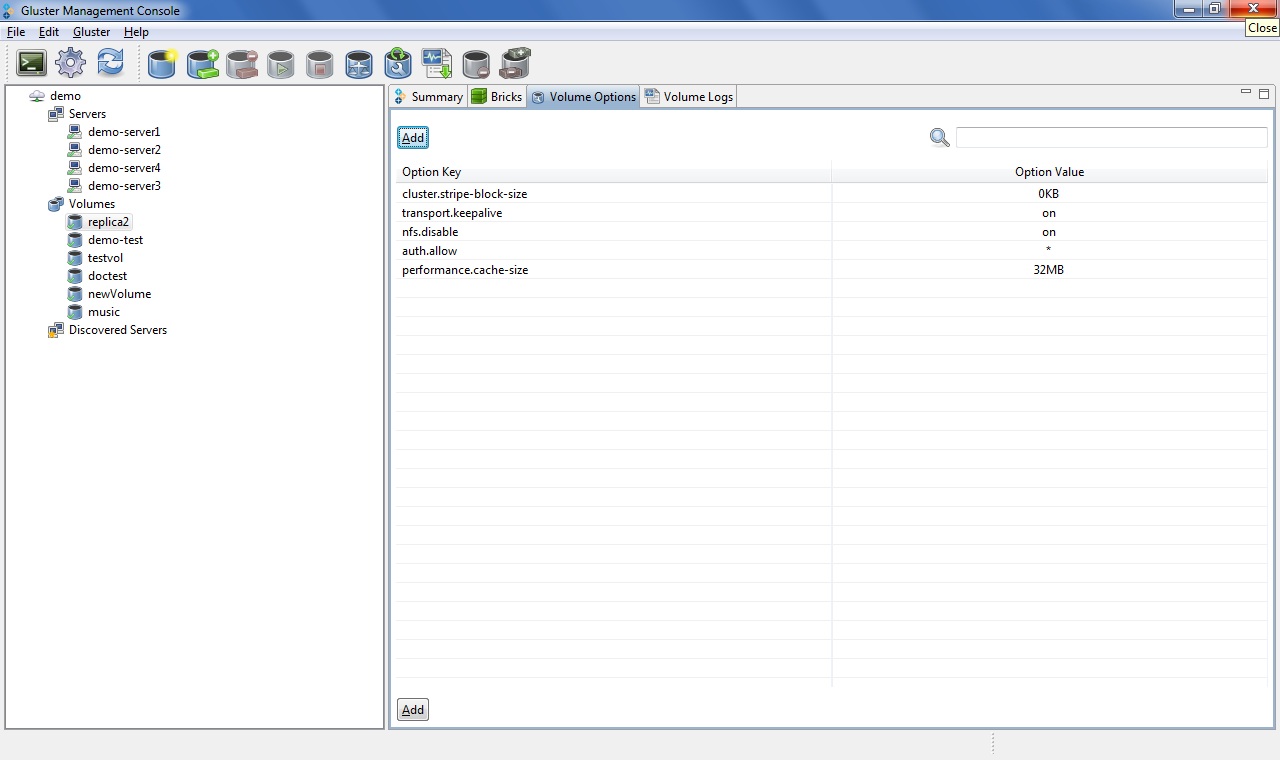 Gluster Management Console
Close
File Edit Gluster Help
demo
Servers
demo-server1
demo-server2
demo-server4
demo-server3
Volumes
replica2
demo-test
testvol
doctest
newVolume
music
Discovered Servers
Summary Bricks Volume Options Volume Logs
Add
Option Key Option Value
cluster.stripe-block-size 0KB
transport.keepalive on
nfs.disable on
auth.allow *
performance.cache-size 32MB
Add